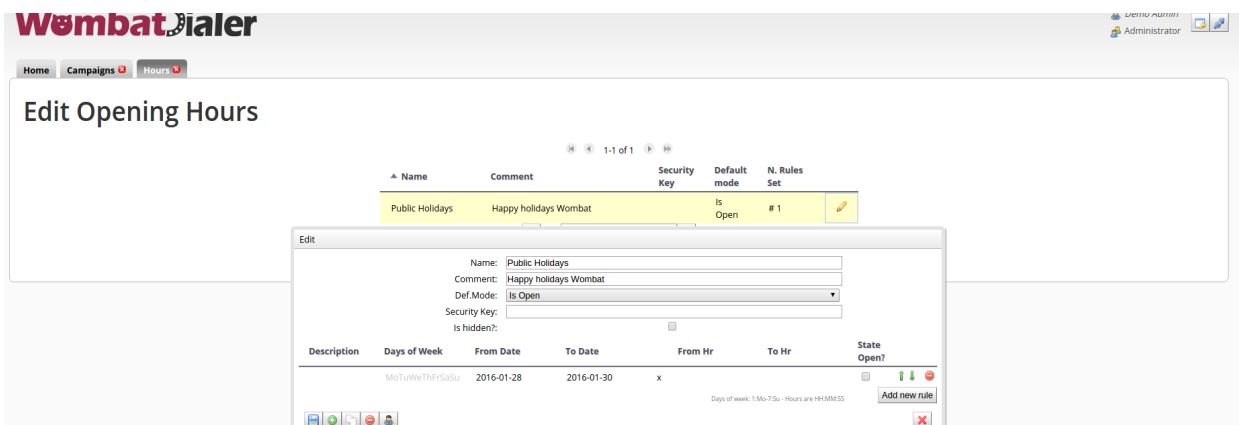 WombatDialer
Demo Admin
Administrator
Home Campaigns Hours
Edit Opening Hours
1-1 of 1
Name Comment Security Key Default mode N. Rules Set
Public Holidays Happy holidays Wombat Is Open # 1
Edit
Name: Public Holidays
Comment: Happy holidays Wombat
Def.Mode: Is Open
Security Key:
Is hidden?:
Description Days of Week From Date To Date From Hr To Hr State Open?
MoTuWeThFrSaSu 2016-01-28 2016-01-30 x
Days of week: 1:Mo-7:Su - Hours are HH:MM:SS Add new rule